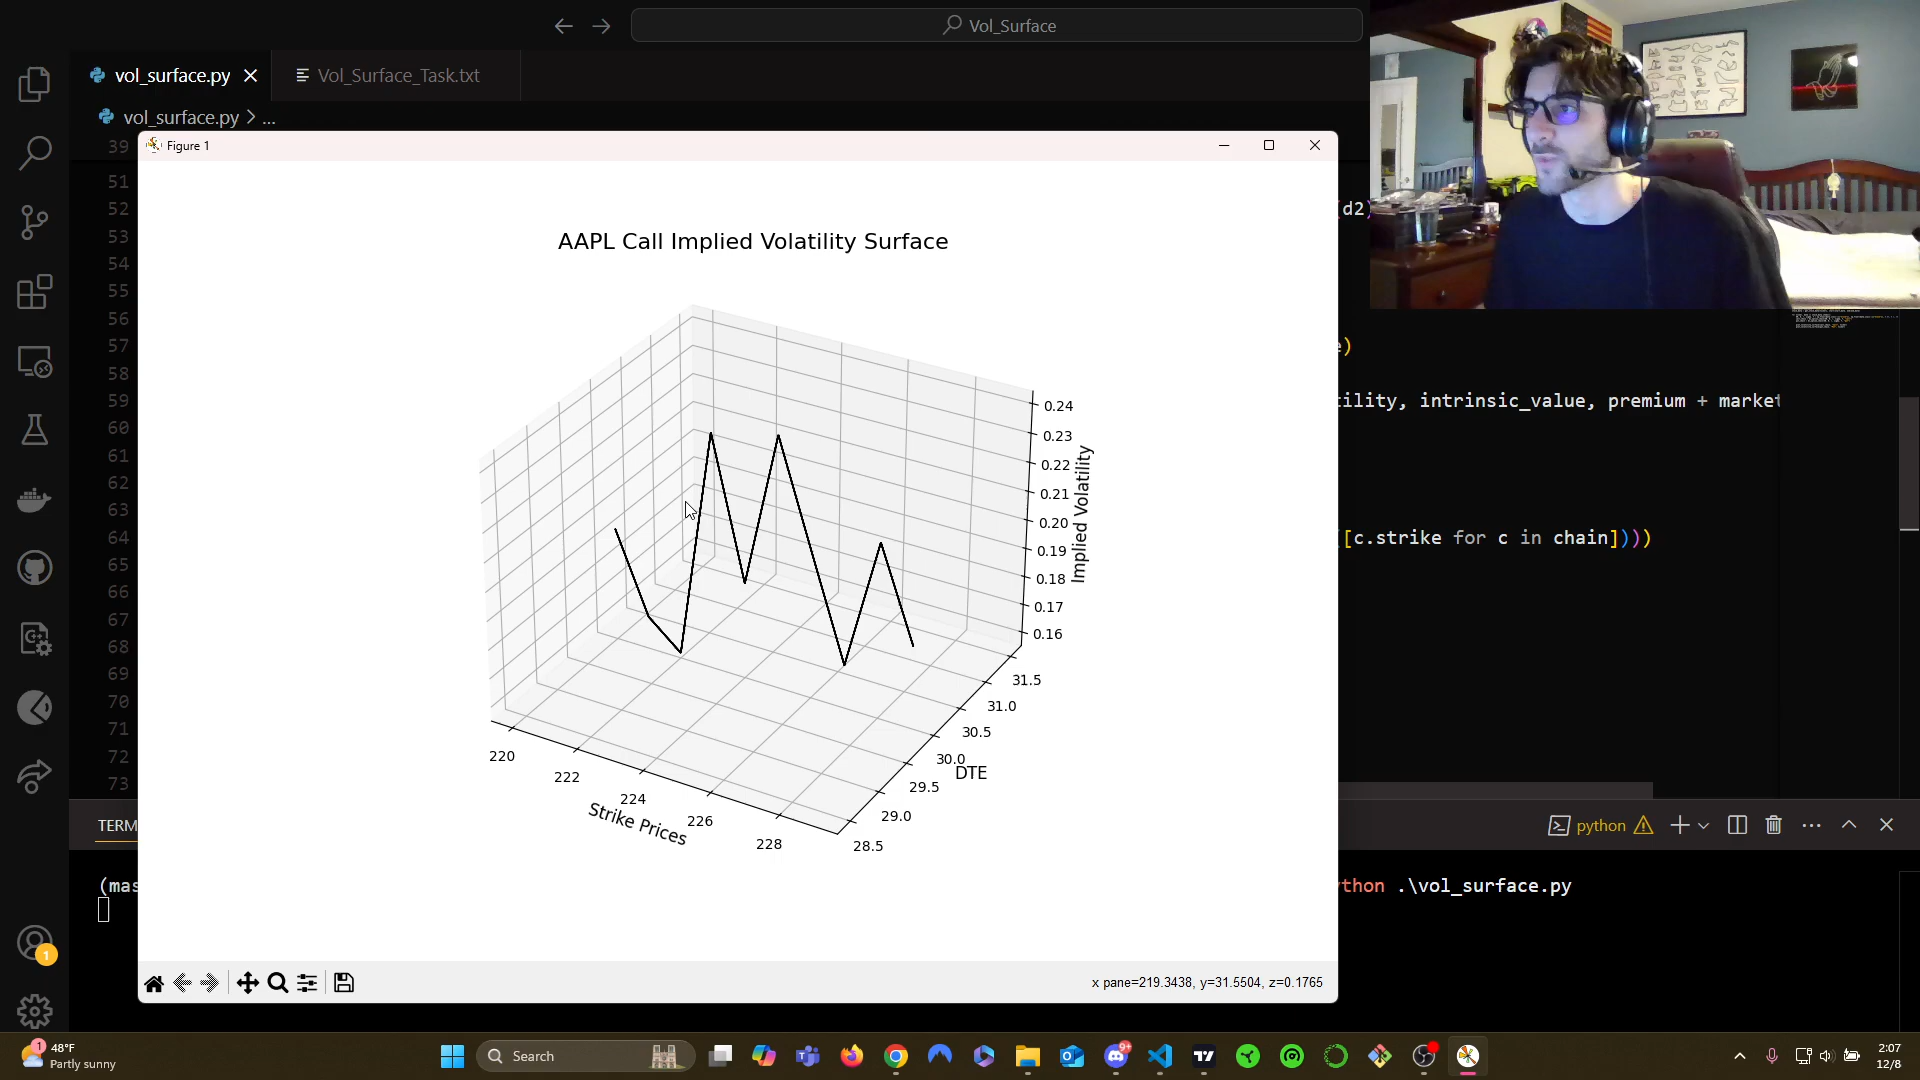 Vol_Surface
vol_surface.py
Vol_Surface_Task.txt
vol_surface.py > ...
39
51
52
53
54
55
56
57
58
59
60
61
62
63
64
65
66
67
68
69
70
71
72
73
Figure 1
(d2)
e)
tility, intrinsic_value, premium + market
[c.strike for c in chain])))
AAPL Call Implied Volatility Surface
0.24
0.23
0.22
0.21
0.20
0.19
0.18
0.17
0.16
Implied Volatility
31.5
31.0
30.5
30.0
29.5
29.0
28.5
DTE
220
222
224
226
228
Strike Prices
x pane=219.3438, y=31.5504, z=0.1765
TERM
python
(mas
ython .\vol_surface.py
1
1
48°F
Partly sunny
Search
9+
2:07
12/8